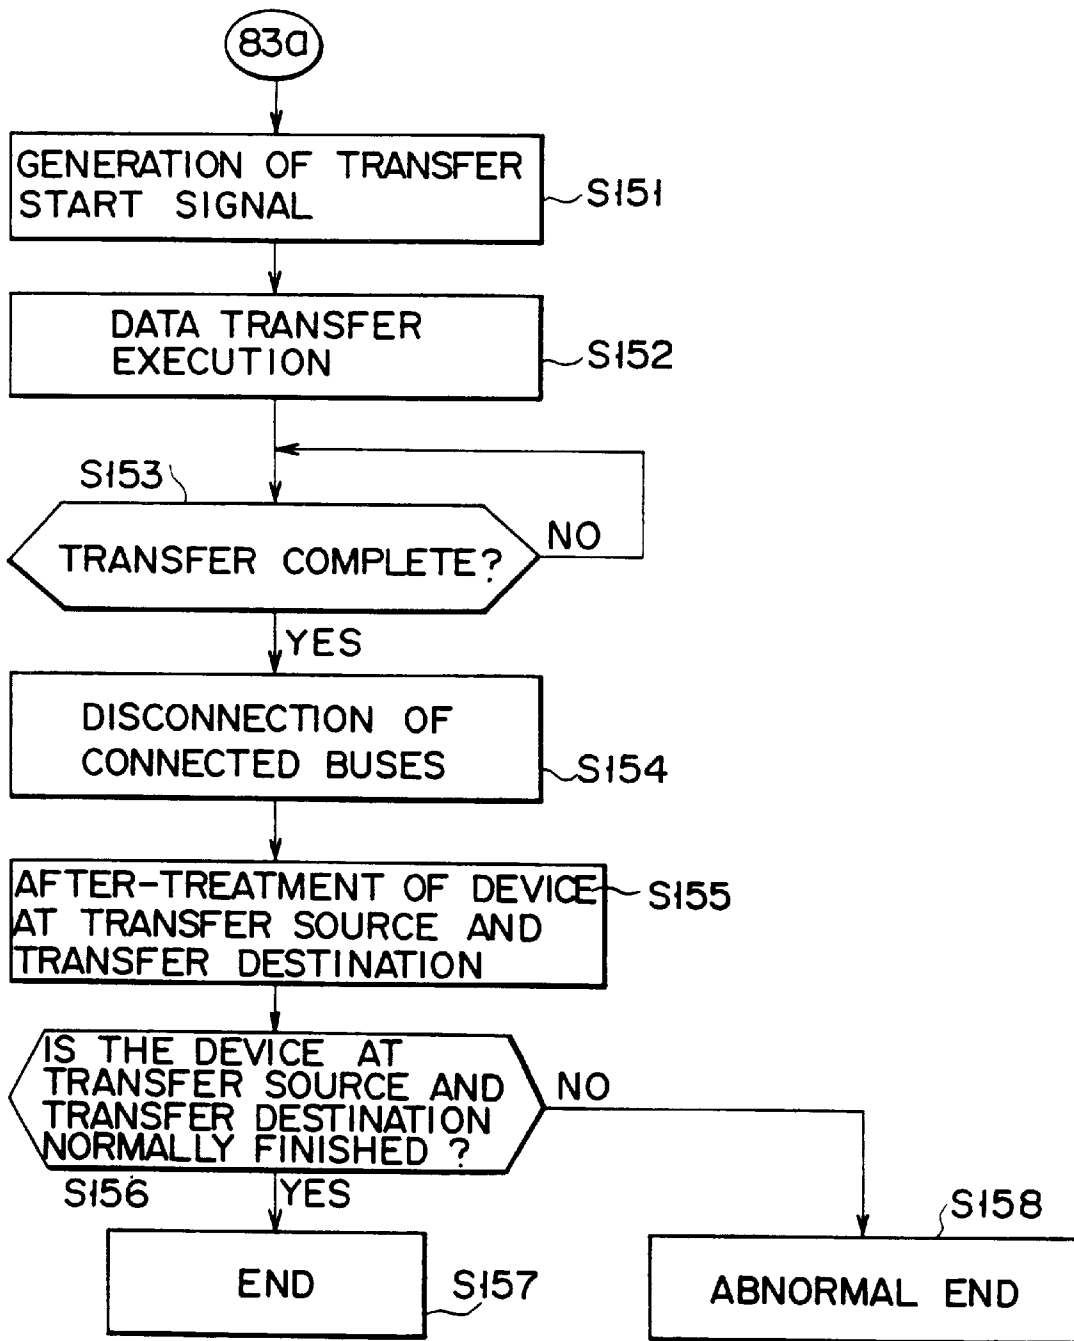 83a
GENERATION OF TRANSFER
START SIGNAL
S151
DATA TRANSFER
EXECUTION
S152
S153
TRANSFER COMPLETE?
NO
YES
DISCONNECTION OF
CONNECTED BUSES
S154
AFTER-TREATMENT OF DEVICE
AT TRANSFER SOURCE AND
TRANSFER DESTINATION
S155
IS THE DEVICE AT
TRANSFER SOURCE AND
TRANSFER DESTINATION
NORMALLY FINISHED ?
NO
S156
YES
END
S157
S158
ABNORMAL END